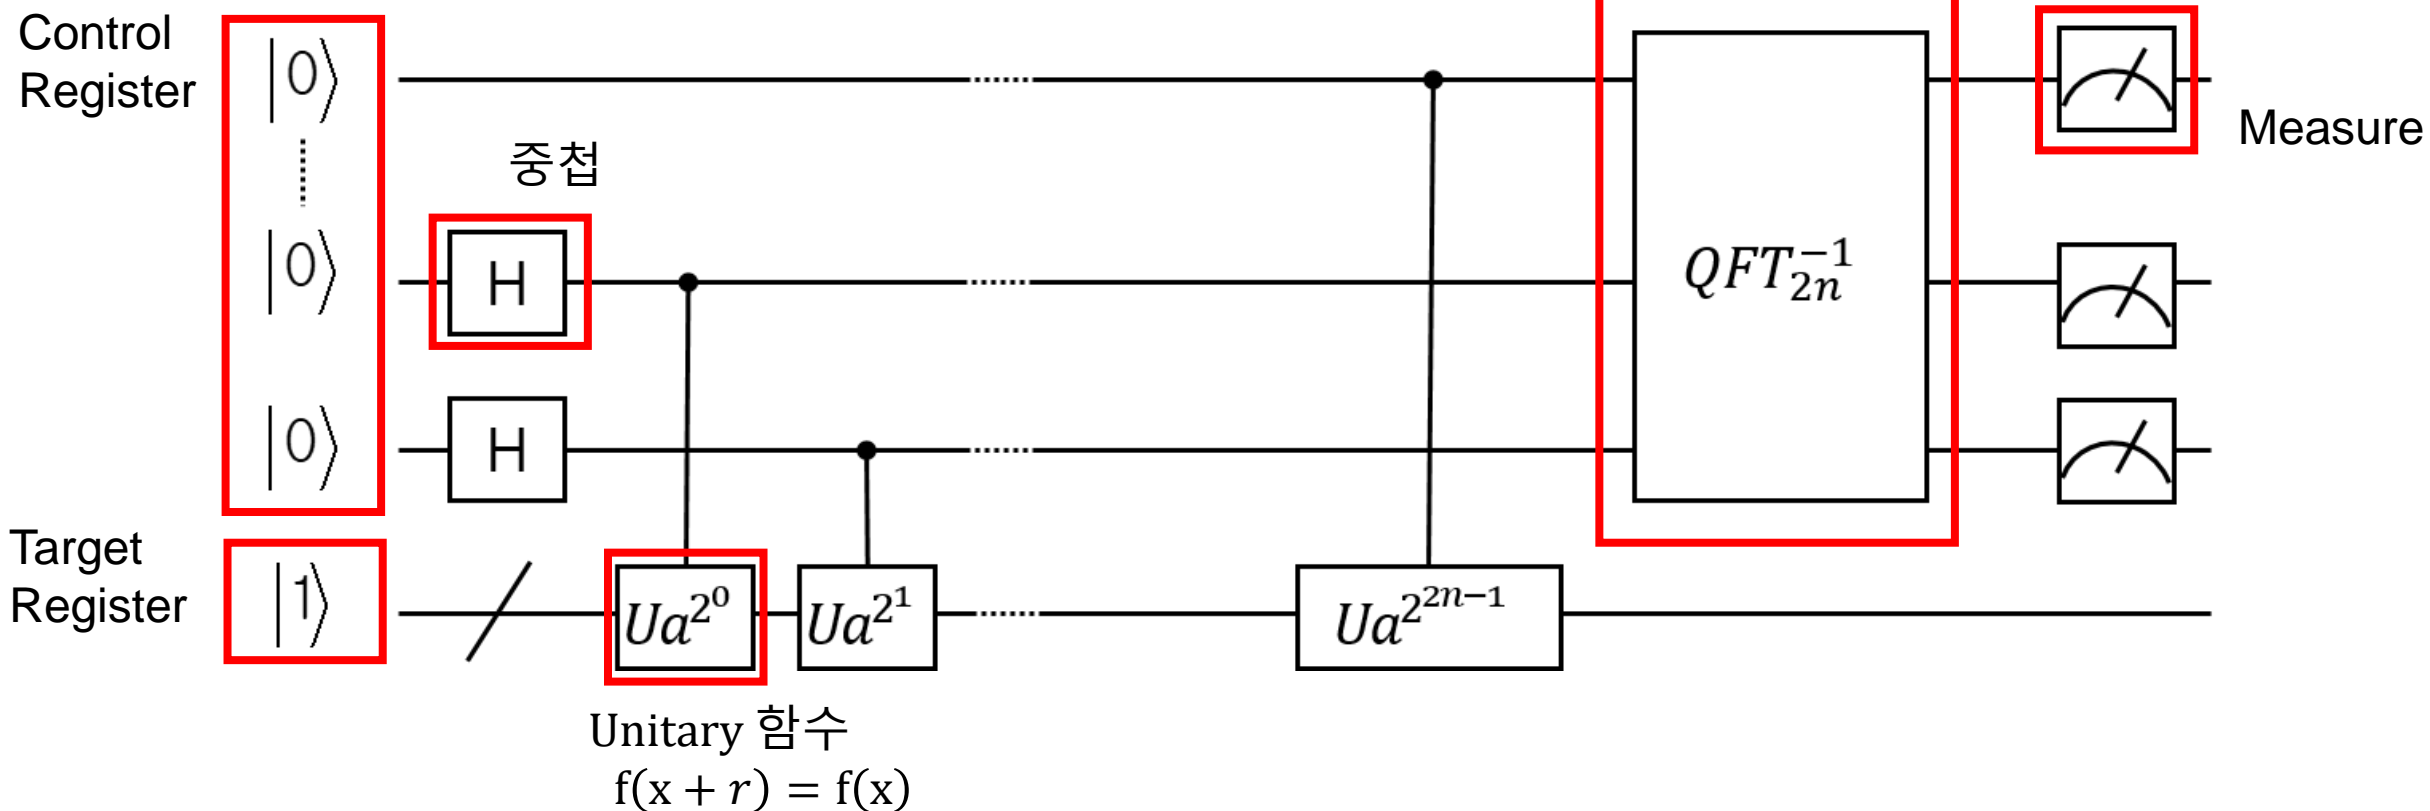 Control
Register
|0⟩
|0⟩
|0⟩
중첩
H
H
QFT_{2n}^{-1}
Measure
Target
Register
|1⟩
Ua^{2^0}
Ua^{2^1}
Ua^{2^{2n-1}}
Unitary 함수
f(x + r) = f(x)